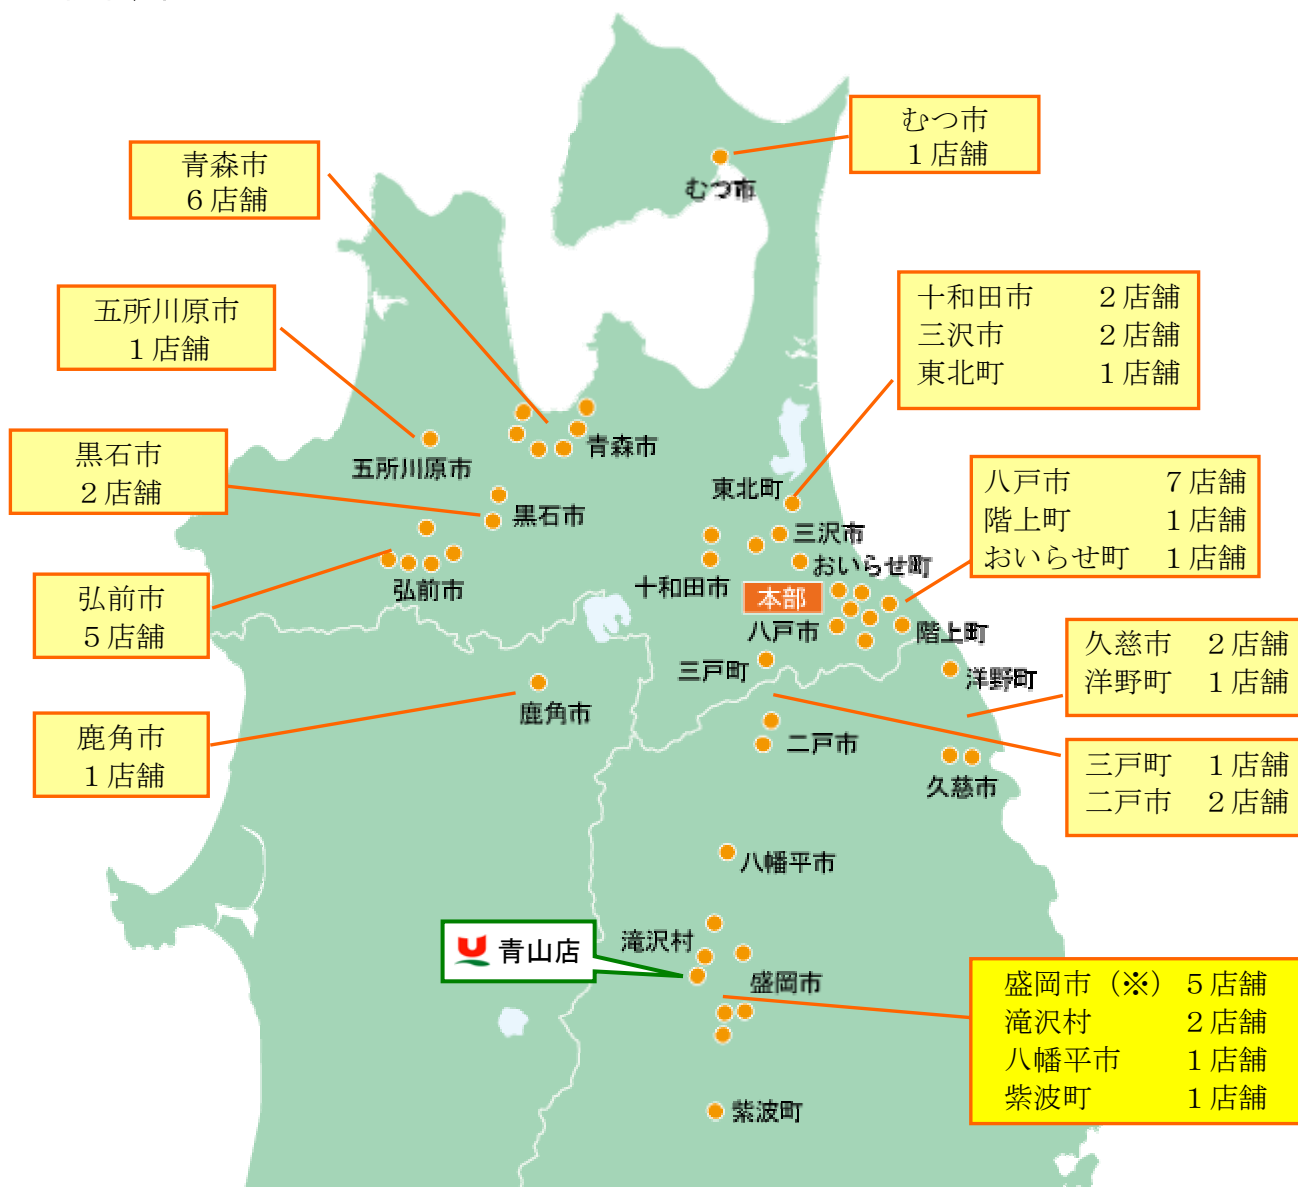 むつ市
１店舗
青森市
６店舗
むつ市
五所川原市
１店舗
十和田市　２店舗
三沢市　２店舗
東北町　１店舗
青森市
五所川原市
黒石市
２店舗
東北町
八戸市　７店舗
階上町　１店舗
おいらせ町　１店舗
黒石市
三沢市
おいらせ町
十和田市
弘前市
弘前市
５店舗
本部
八戸市
階上町
久慈市　２店舗
洋野町　１店舗
三戸町
洋野町
鹿角市
鹿角市
１店舗
二戸市
三戸町　１店舗
二戸市　２店舗
久慈市
八幡平市
滝沢村
青山店
盛岡市
盛岡市（※）５店舗
滝沢村　２店舗
八幡平市　１店舗
紫波町　１店舗
紫波町